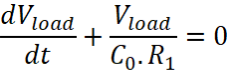 dV_load/dt + V_load/(C_0.R_1) = 0